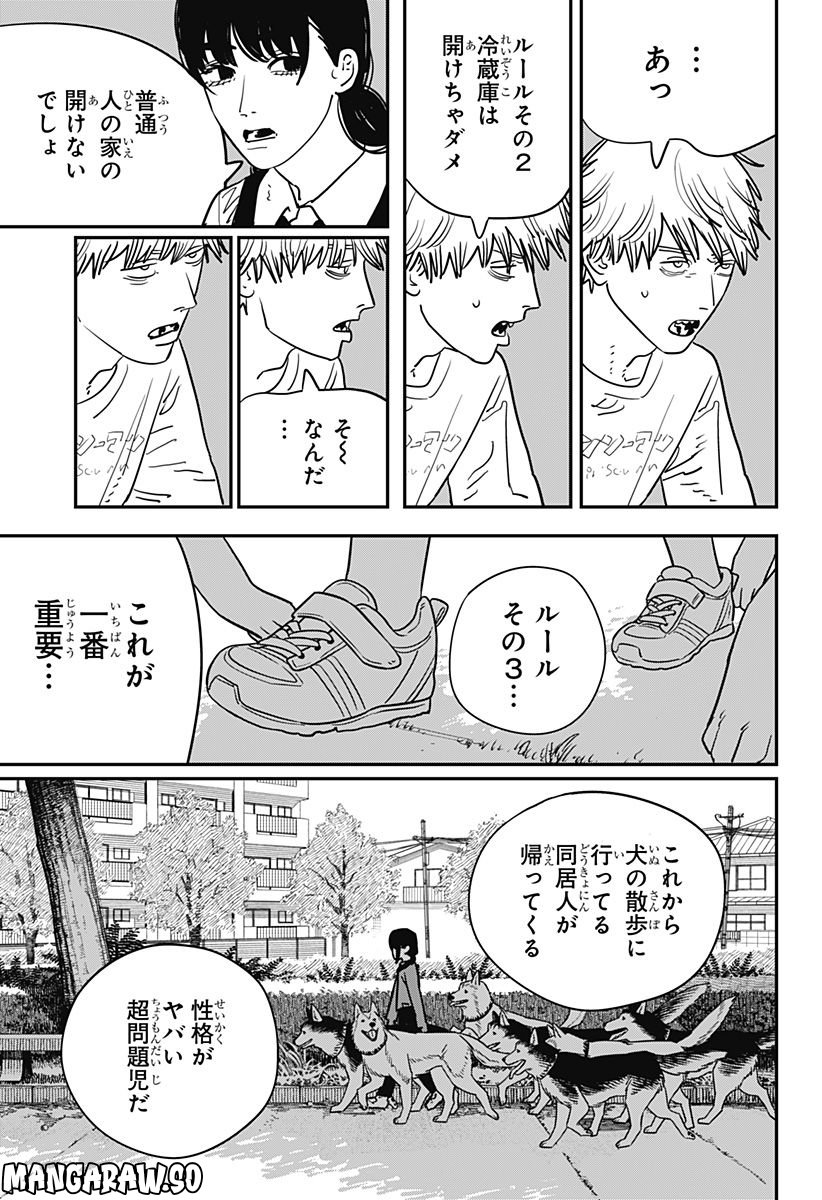 …
あっ
ルールその2
冷蔵庫は
開けちゃダメ
普通
人の家の
開けない
でしょ
そ〜
なんだ
…
ルール
その3…
これが
一番
重要…
これから
犬の散歩に
行ってる
同居人が
帰ってくる
性格が
ヤバい
超問題児だ
MANGARAW.SO